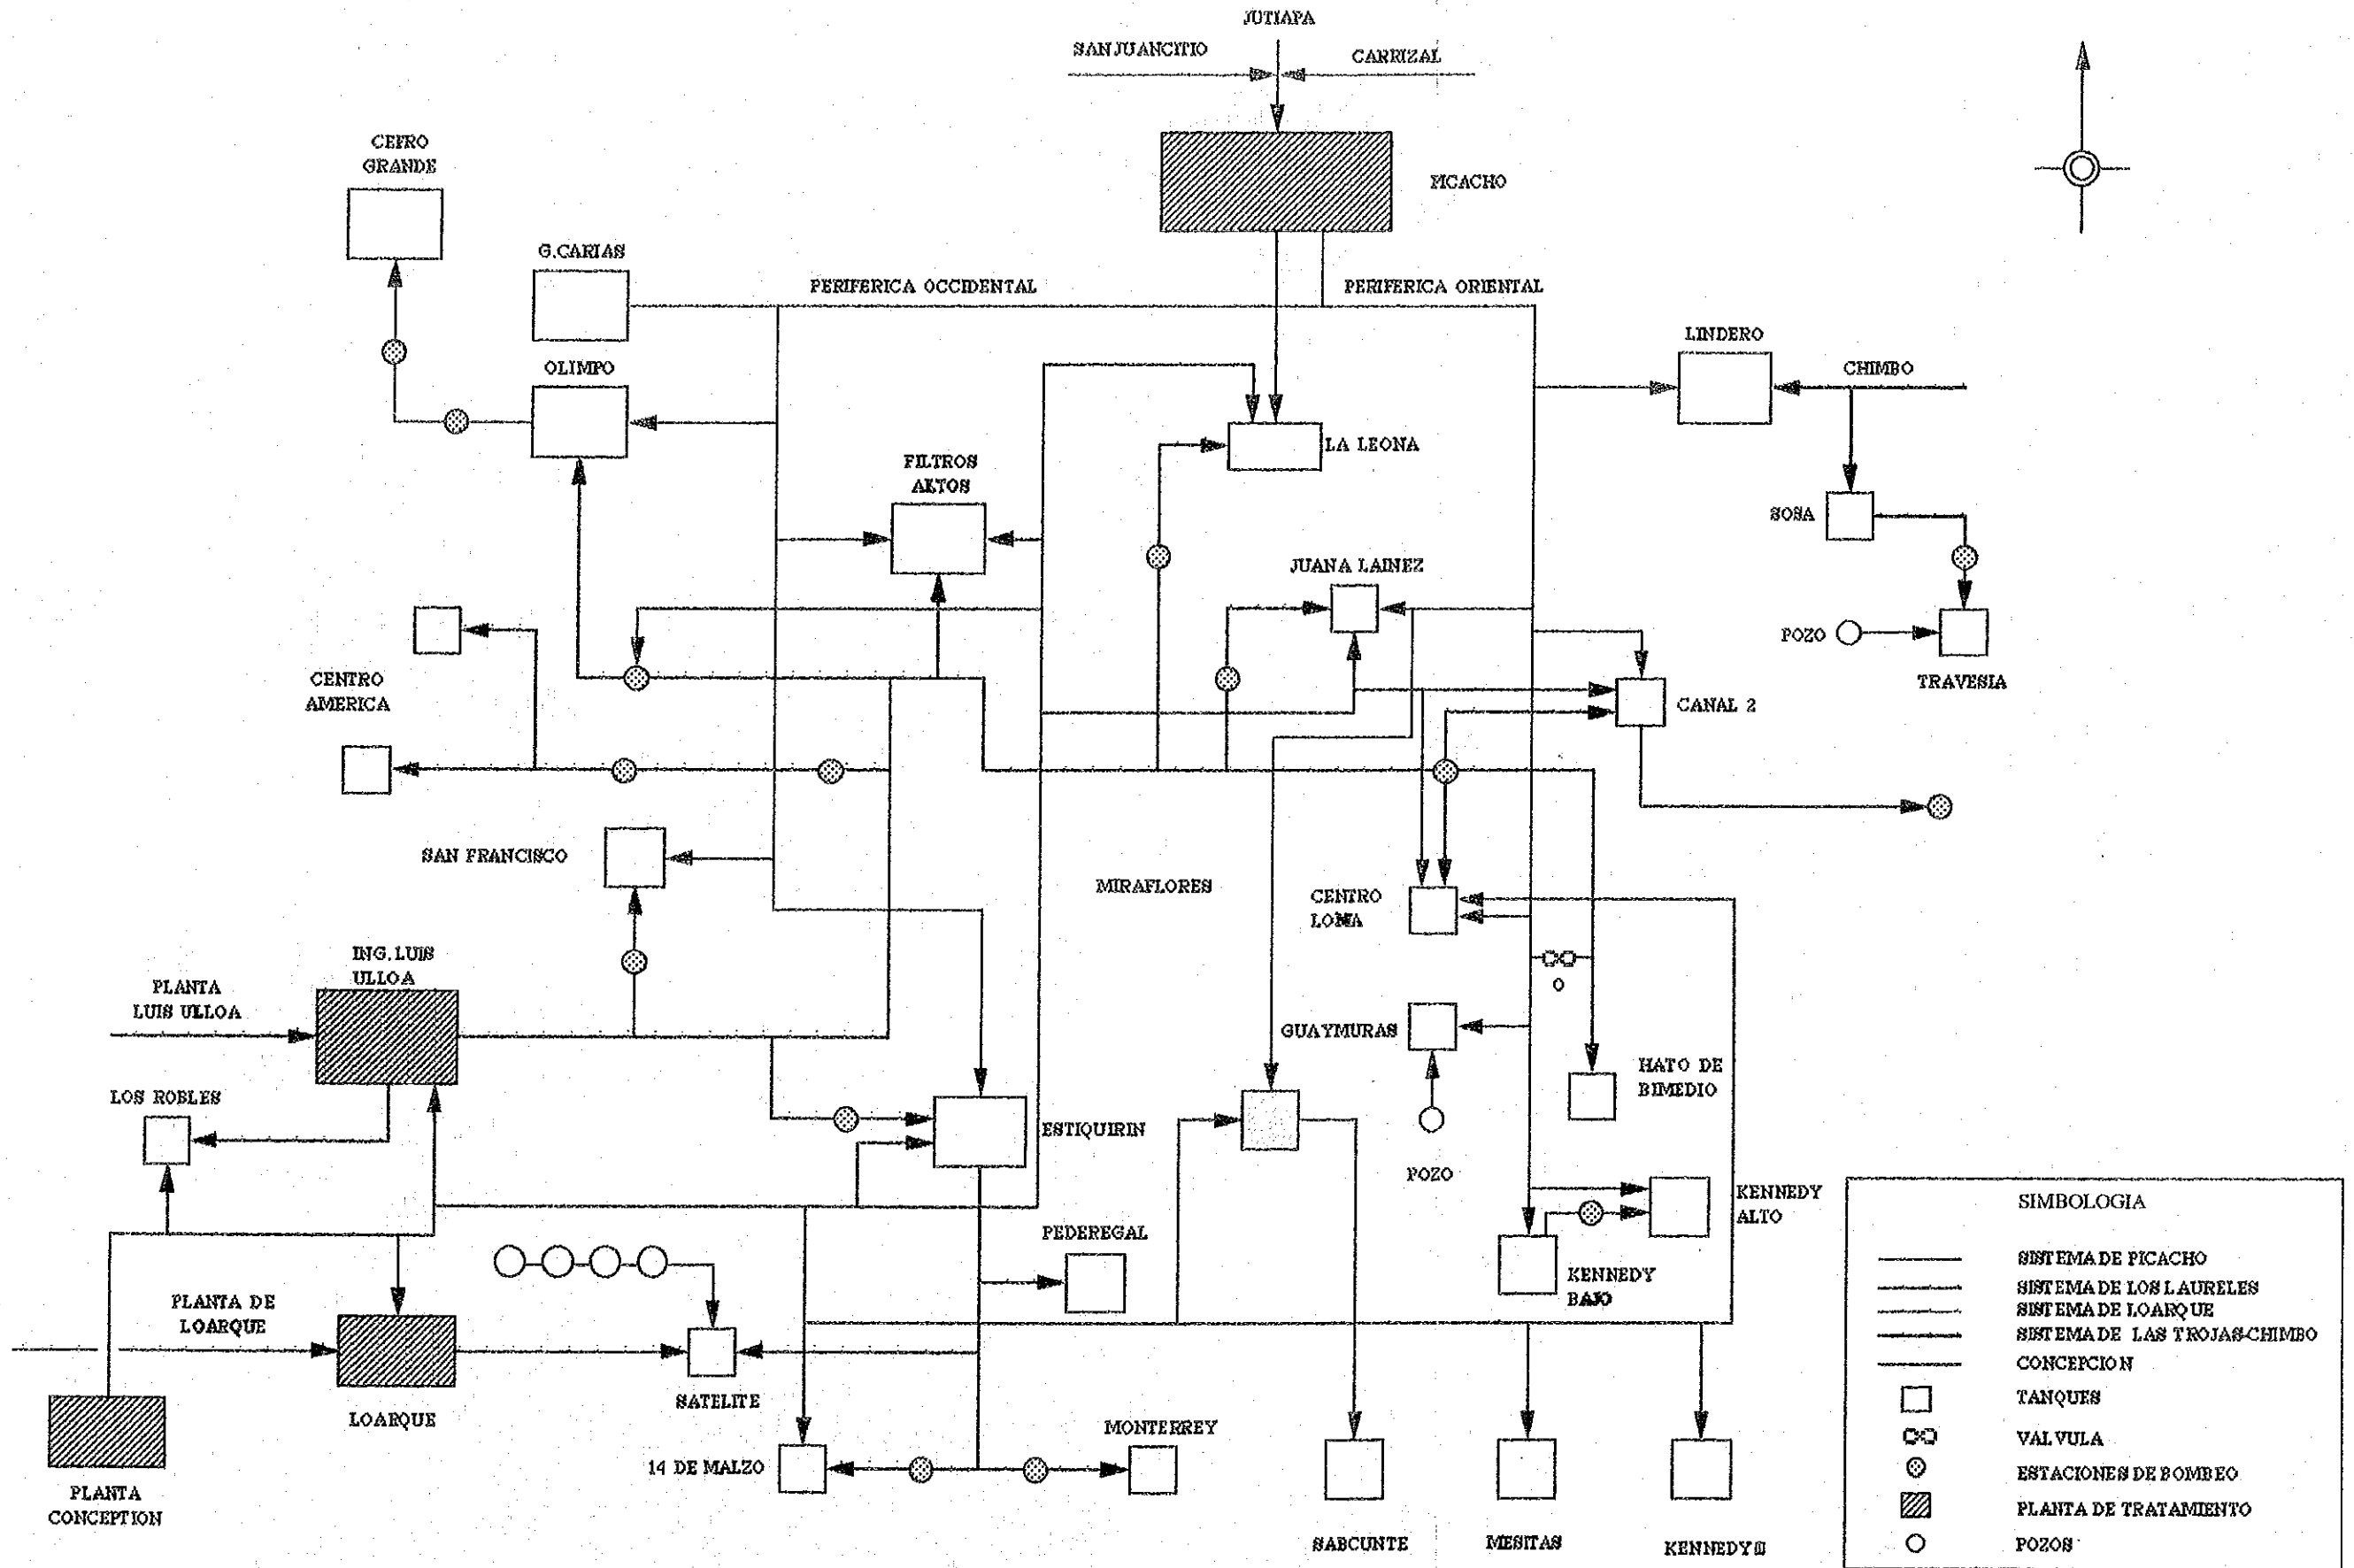 JUTIAPA
SAN JUANCITIO
CARRIZAL
CEFRO
GRANDE
PICACHO
G.CARIAS
PERIFERICA OCCIDENTAL
PERIFERICA ORIENTAL
LINDERO
OLIMPO
CHIMBO
LA LEONA
FILTROS
ALTOS
SOSA
JUANA LAINEZ
POZO
TRAVESIA
CENTRO
AMERICA
CANAL 2
SAN FRANCISCO
MIRAFLORES
CENTRO
LOMA
ING. LUIS
ULLOA
PLANTA
LUIS ULLOA
GUAYMURAS
HATO DE
BIMEDIO
LOS ROBLES
ESTIQUIRIN
POZO
KENNEDY
ALTO
PEDEREGAL
KENNEDY
BAJO
PLANTA DE
LOARQUE
SATELITE
LOARQUE
MONTERREY
14 DE MALZO
PLANTA
CONCEPTION
SABCUNTE
MESITAS
KENNEDY
SIMBOLOGIA
SISTEMA DE PICACHO
SISTEMA DE LOS LAURELES
SISTEMA DE LOARQUE
SISTEMA DE LAS TROJAS-CHIMBO
CONCEPCION
TANQUES
VALVULA
ESTACIONES DE BOMBEO
PLANTA DE TRATAMIENTO
POZOS